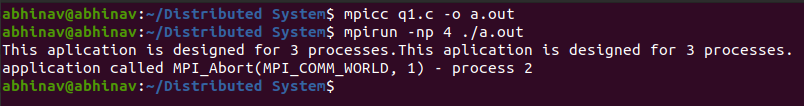 abhinav@abhinav:~/Distributed System$ mpicc q1.c -o a.out
abhinav@abhinav:~/Distributed System$ mpirun -np 4 ./a.out
This aplication is designed for 3 processes.This aplication is designed for 3 processes.
application called MPI_Abort(MPI_COMM_WORLD, 1) - process 2
abhinav@abhinav:~/Distributed System$